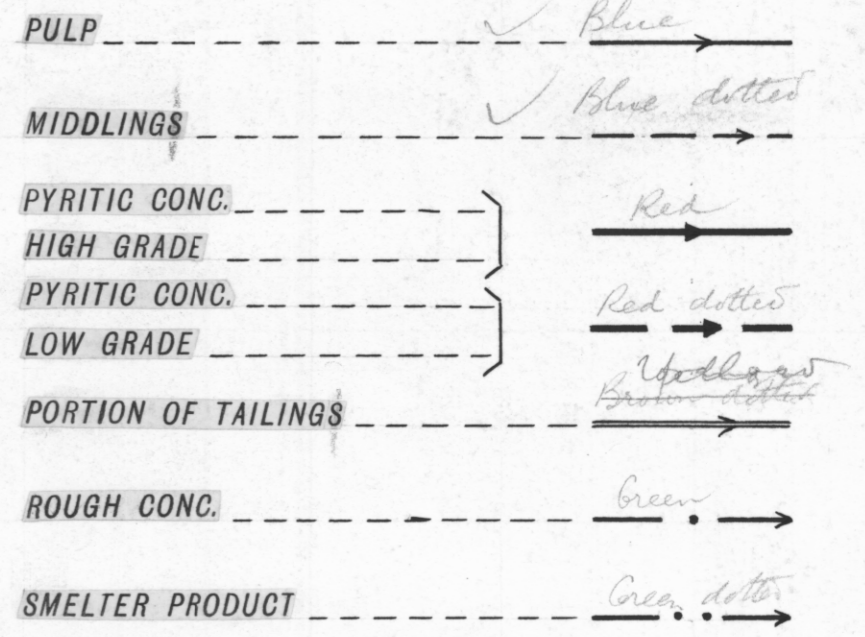 PULP Blue
MIDDLINGS Blue dotted
PYRITIC CONC.
HIGH GRADE Red
PYRITIC CONC.
LOW GRADE Red dotted
PORTION OF TAILINGS Brown dotted
ROUGH CONC. Green
SMELTER PRODUCT Green dotted